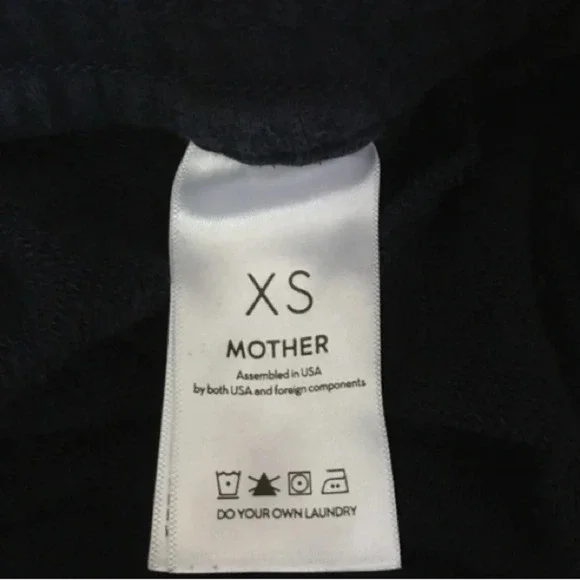 XS
MOTHER
Assembled in USA
by both USA and foreign components
DO YOUR OWN LAUNDRY